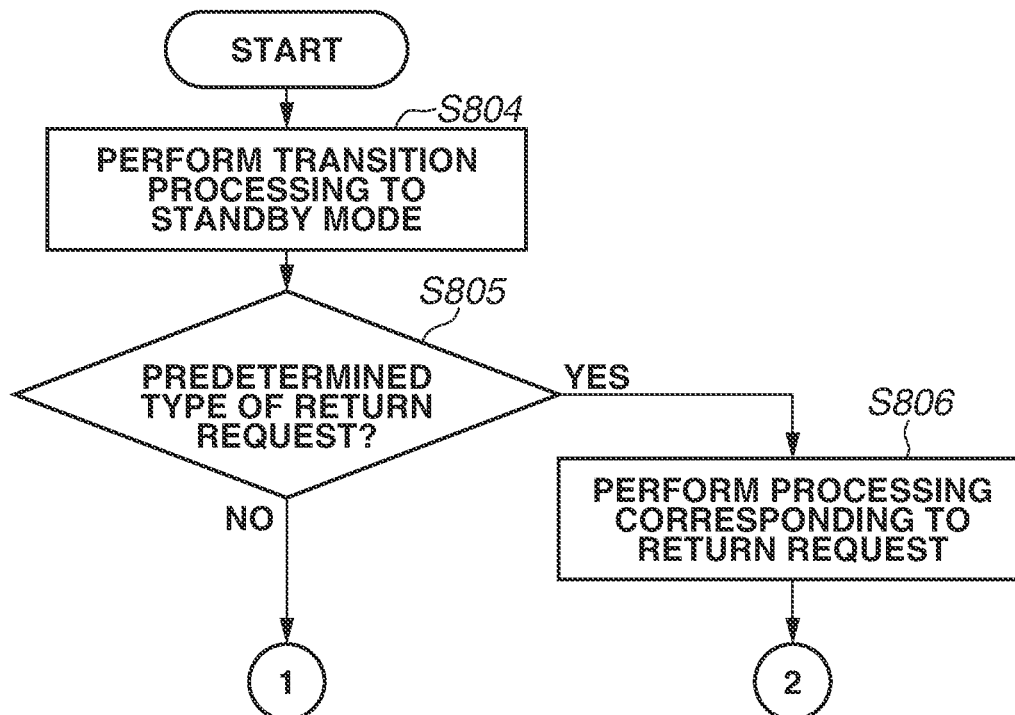 START
S804
PERFORM TRANSITION
PROCESSING TO
STANDBY MODE
S805
PREDETERMINED
TYPE OF RETURN
REQUEST?
YES
S806
PERFORM PROCESSING
CORRESPONDING TO
RETURN REQUEST
NO
1
2